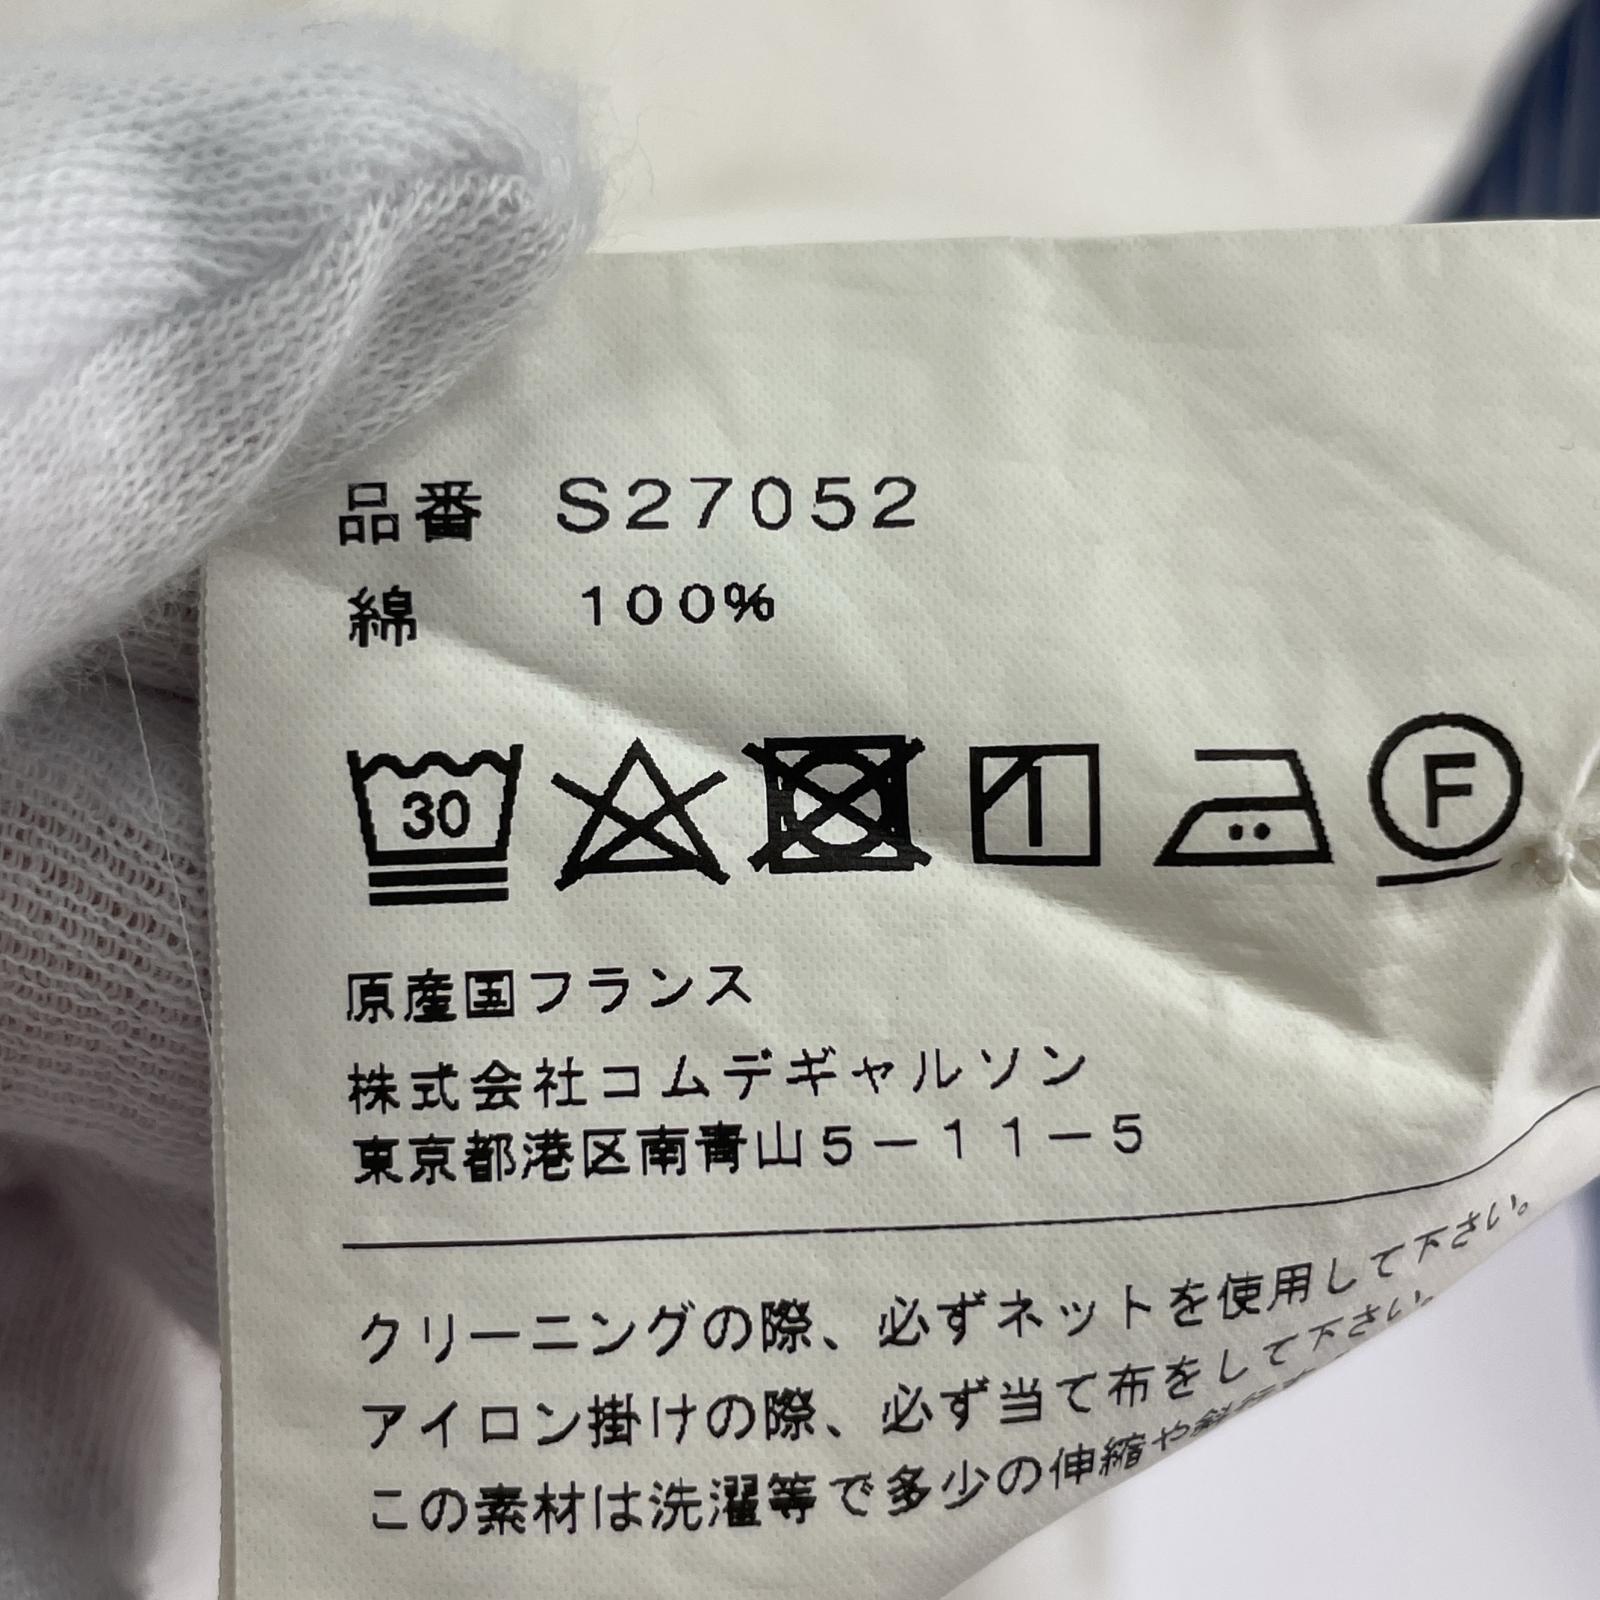 品番 S27052
綿 100%
30
F
原産国フランス
株式会社コムデギャルソン
東京都港区南青山5-11-5
クリーニングの際、必ずネットを使用して下さい。
アイロン掛けの際、必ず当て布をして下さい。
この素材は洗濯等で多少の伸縮や斜行